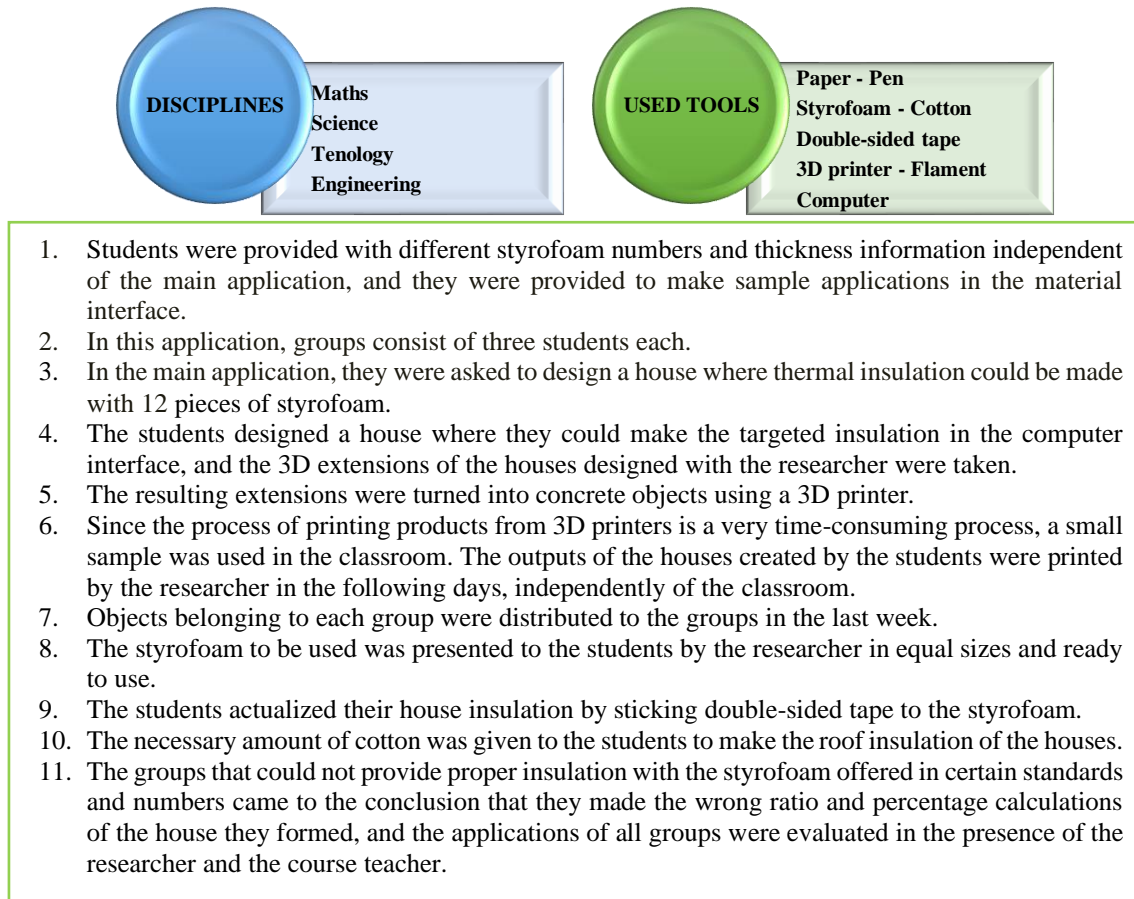 DISCIPLINES
Maths
Science
Tenology
Engineering
USED TOOLS
Paper - Pen
Styrofoam - Cotton
Double-sided tape
3D printer - Flament
Computer
1. Students were provided with different styrofoam numbers and thickness information independent
of the main application, and they were provided to make sample applications in the material
interface.
2. In this application, groups consist of three students each.
3. In the main application, they were asked to design a house where thermal insulation could be made
with 12 pieces of styrofoam.
4. The students designed a house where they could make the targeted insulation in the computer
interface, and the 3D extensions of the houses designed with the researcher were taken.
5. The resulting extensions were turned into concrete objects using a 3D printer.
6. Since the process of printing products from 3D printers is a very time-consuming process, a small
sample was used in the classroom. The outputs of the houses created by the students were printed
by the researcher in the following days, independently of the classroom.
7. Objects belonging to each group were distributed to the groups in the last week.
8. The styrofoam to be used was presented to the students by the researcher in equal sizes and ready
to use.
9. The students actualized their house insulation by sticking double-sided tape to the styrofoam.
10. The necessary amount of cotton was given to the students to make the roof insulation of the houses.
11. The groups that could not provide proper insulation with the styrofoam offered in certain standards
and numbers came to the conclusion that they made the wrong ratio and percentage calculations
of the house they formed, and the applications of all groups were evaluated in the presence of the
researcher and the course teacher.